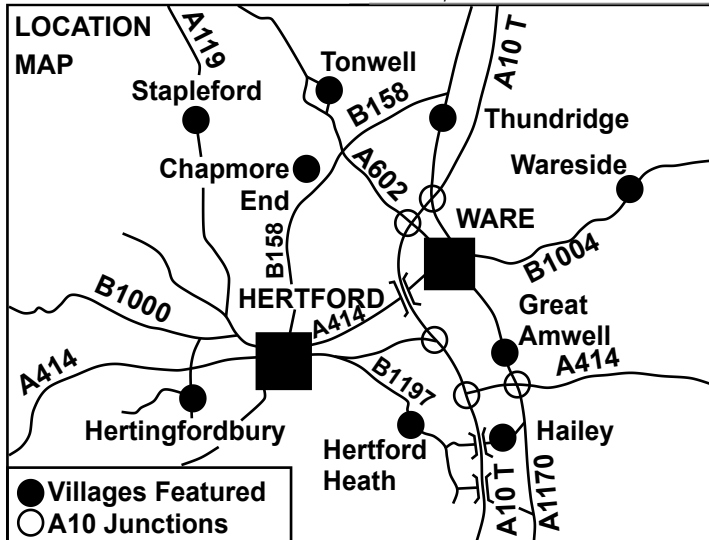 LOCATION
MAP
A119
A10 T
Tonwell
Stapleford
B158
Thundridge
Chapmore
End
A602
Wareside
WARE
B158
B1004
B1000
HERTFORD
A414
Great
Amwell
A414
A414
B1197
Hertingfordbury
Hertford
Heath
Hailey
A10 T
A1170
Villages Featured
A10 Junctions